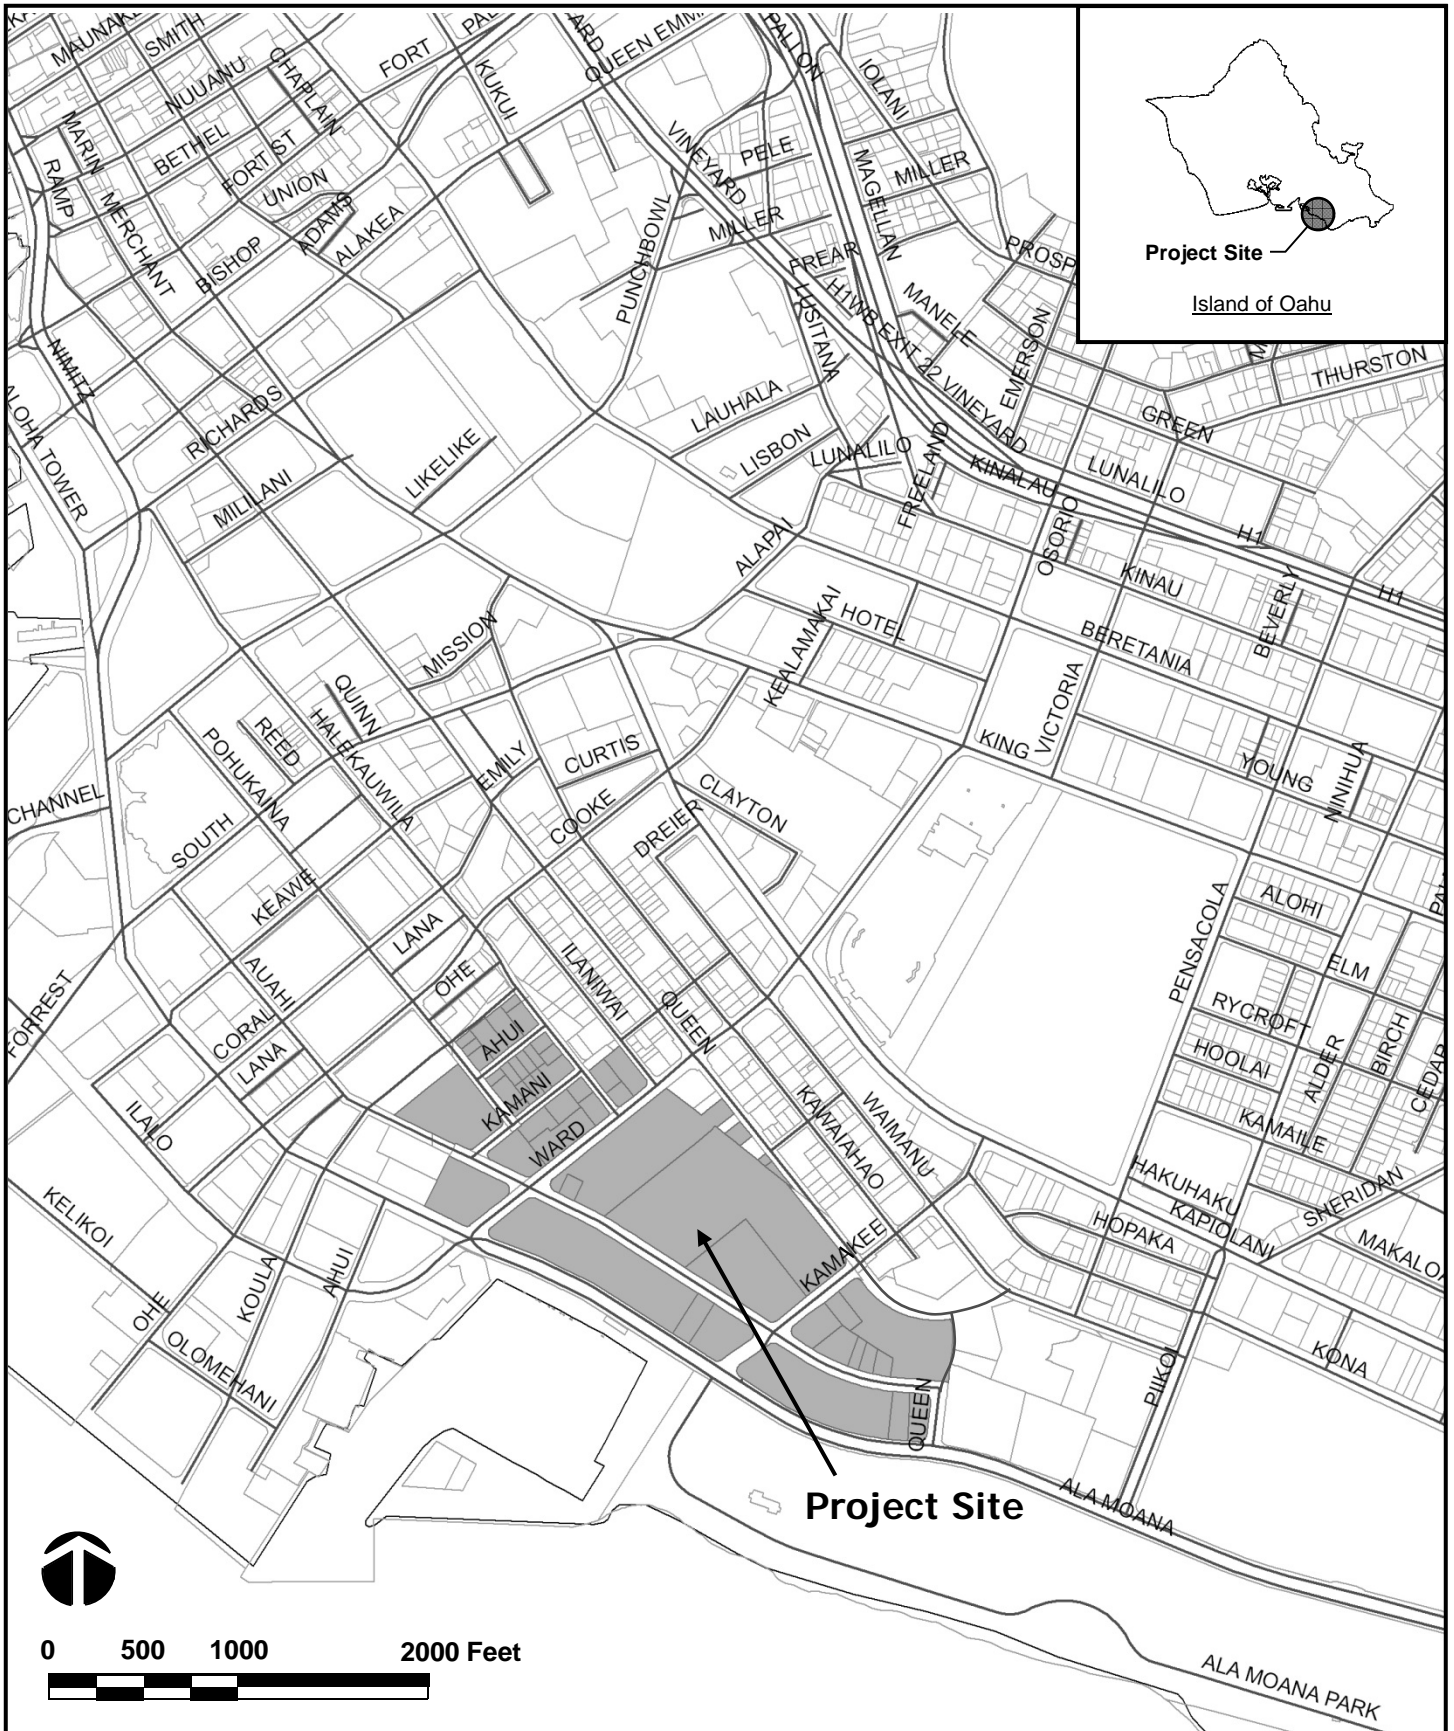 MAUNAKEA
SMITH
NUUANU
CHAPLAIN
FORT
KUKUI
QUEEN EMMA
PALI ON
IOLANI
MARIN
BETHEL
FORT ST
RAMP
MERCHANT
UNION
ADAMS
ALAKEA
BISHOP
VINEYARD
PELE
MAGELLAN
MILLER
PUNCHBOWL
MILLER
FREAR
PROSP
Project Site
Island of Oahu
NIMITZ
LUSITANA
H1WB EXIT 22 VINEYARD
MANELE
EMERSON
THURSTON
ALOHA TOWER
RICHARDS
LAUHALA
GREEN
LIKELIKE
LISBON
LUNALILO
MILILANI
FREELAND
KINALAU
LUNALILO
H1
OSORIO
ALAPAI
KINAU
H1
BEVERLY
KEALAMAKAI
HOTEL
MISSION
BERETANIA
QUINN
REED
HALEKAUWILA
VICTORIA
POHUKAINA
KING
EMILY
CURTIS
YOUNG
NINIHUA
CHANNEL
CLAYTON
COOKE
DREIER
SOUTH
KEAWE
ALOHI
PENSACOLA
LANA
ELM
AUAHI
OHE
ILANIWAI
FORREST
CORAL
QUEEN
RYCROFT
AHUI
LANA
HOOLAI
ALDER
BIRCH
CEDAR
ILALO
KAMANI
KAWAIAHAO
WAIMANU
KAMAILE
WARD
HAKUHAKU
SHERIDAN
KELIKOI
KAPIOLANI
HOPAKA
MAKALOA
KOULA
AHUI
KAMAKEE
OHE
OLOMEHANI
KONA
PIIKOI
QUEEN
ALA MOANA
Project Site
0 500 1000 2000 Feet
ALA MOANA PARK